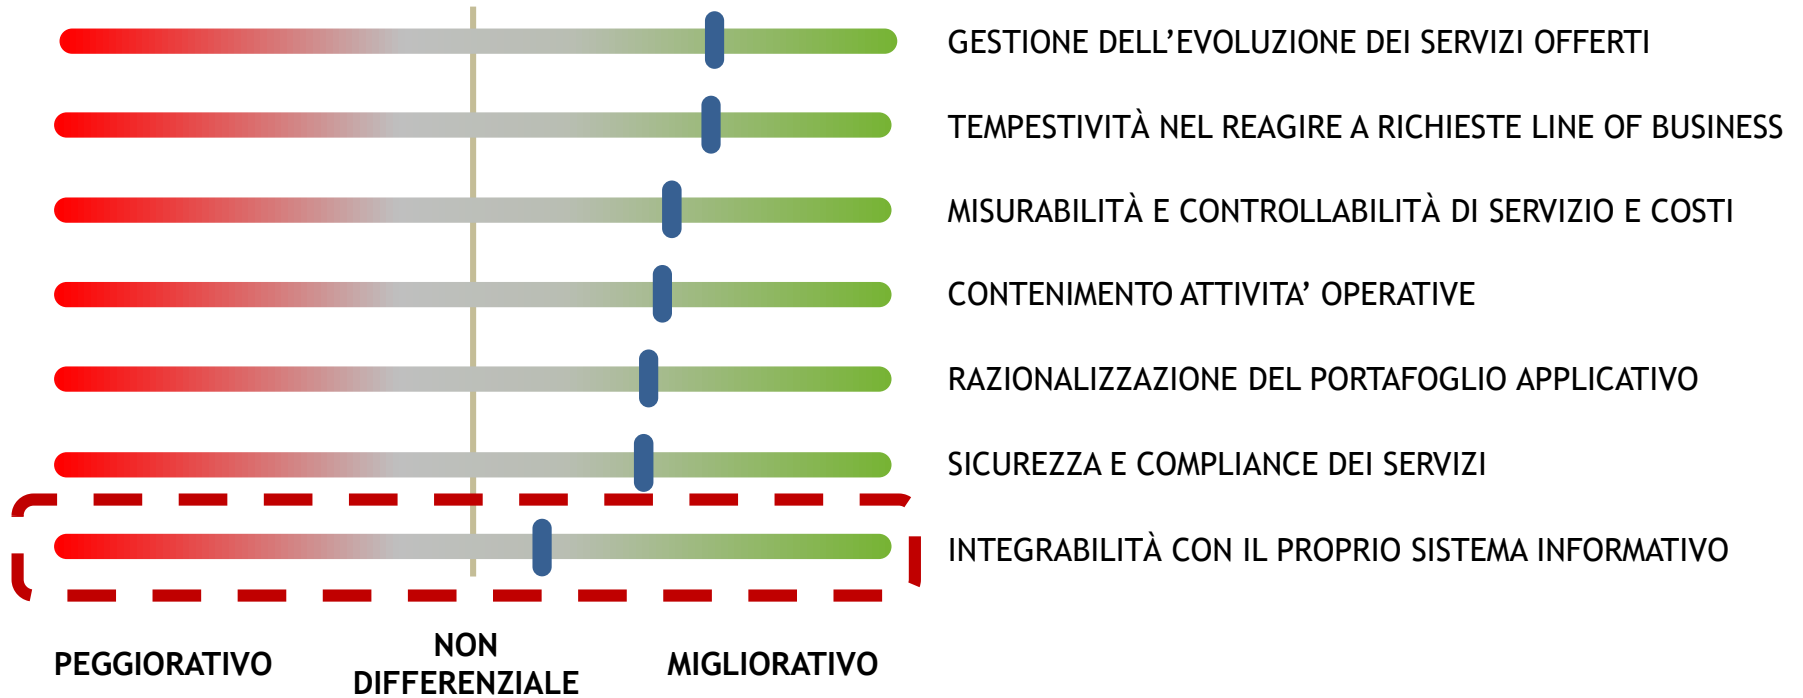 GESTIONE DELL’EVOLUZIONE DEI SERVIZI OFFERTI
TEMPESTIVITÀ NEL REAGIRE A RICHIESTE LINE OF BUSINESS
MISURABILITÀ E CONTROLLABILITÀ DI SERVIZIO E COSTI
CONTENIMENTO ATTIVITA’ OPERATIVE
RAZIONALIZZAZIONE DEL PORTAFOGLIO APPLICATIVO
SICUREZZA E COMPLIANCE DEI SERVIZI
INTEGRABILITÀ CON IL PROPRIO SISTEMA INFORMATIVO
PEGGIORATIVO
NON
DIFFERENZIALE
MIGLIORATIVO